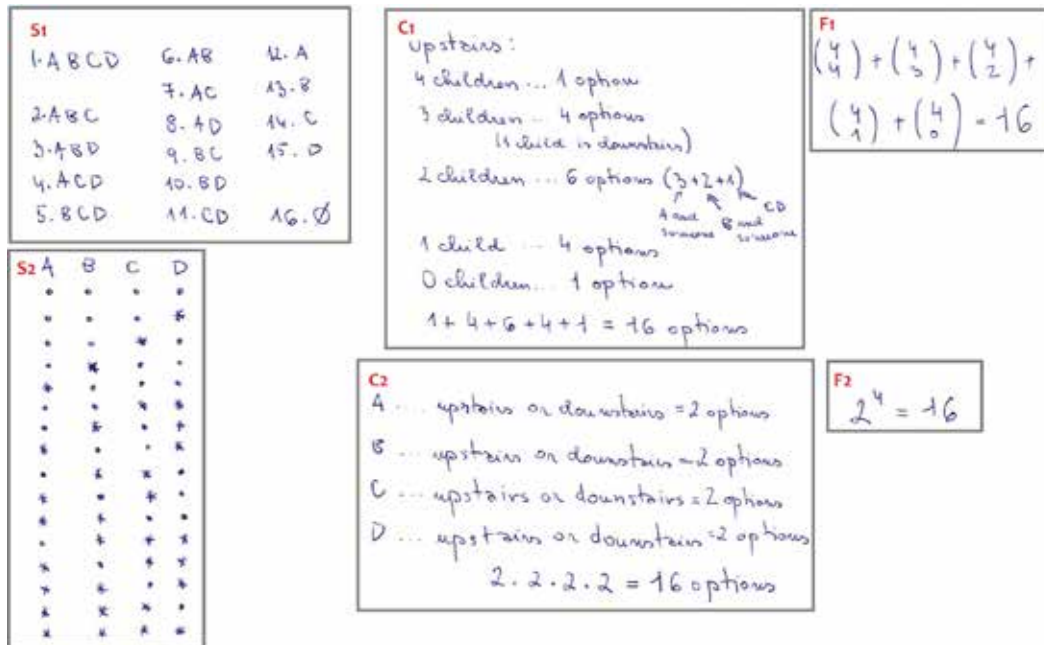 S1
1. A B C D 6. AB 12. A
7. AC 13. B
2. A B C 8. AD 14. C
3. A B D 9. BC 15. D
4. A C D 10. BD
5. B C D 11. CD 16. Ø
C1
upstairs:
4 children ... 1 option
3 children ... 4 options
(1 child is downstairs)
2 children ... 6 options (3+2+1)
A and someone B and someone CD
1 child ... 4 options
0 children ... 1 option
1 + 4 + 6 + 4 + 1 = 16 options
F1
(4 4) + (4 3) + (4 2) +
(4 1) + (4 0) = 16
S2 A B C D
• • • •
• • • *
• • * •
• * • •
* • • •
• • * *
• * • *
* • • *
• * * •
* • * •
* * • •
• * * *
* • * *
* * • *
* * * •
* * * *
C2
A ... upstairs or downstairs = 2 options
B ... upstairs or downstairs = 2 options
C ... upstairs or downstairs = 2 options
D ... upstairs or downstairs = 2 options
2 . 2 . 2 . 2 = 16 options
F2
2⁴ = 16